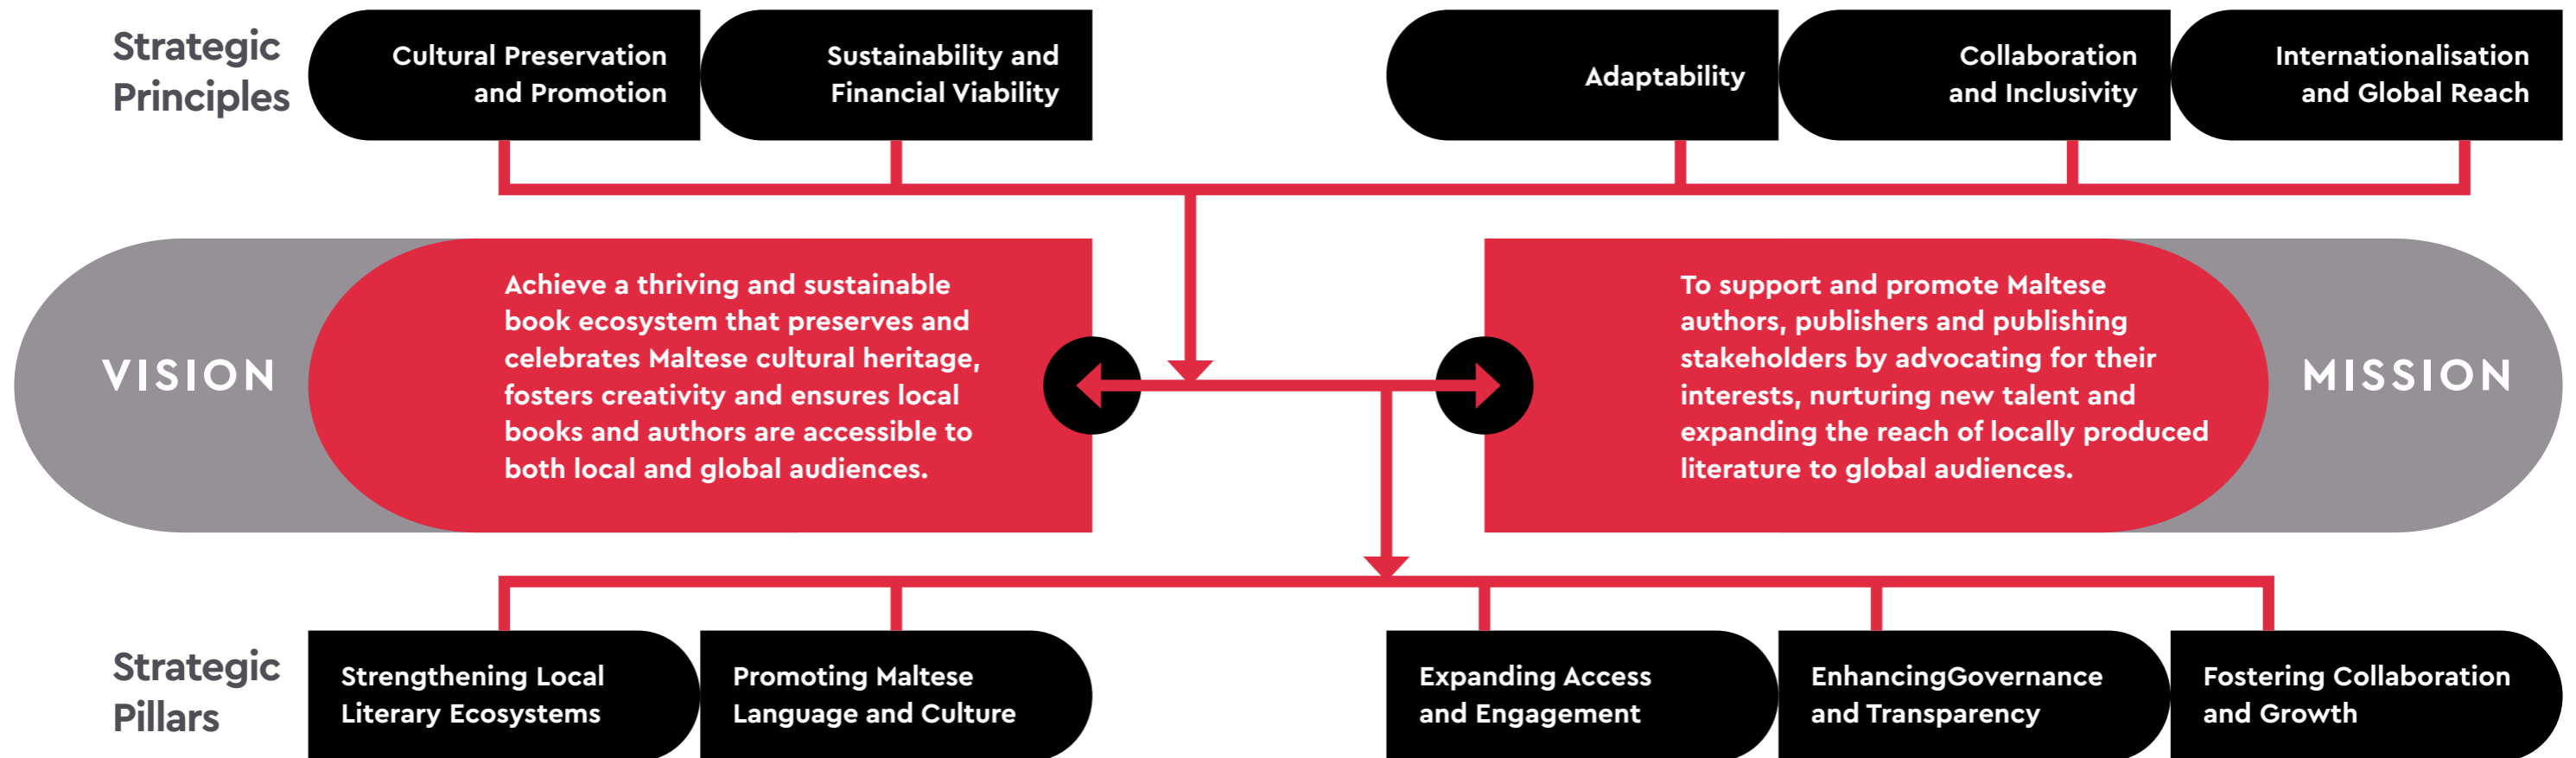 Strategic
Principles
Cultural Preservation
and Promotion
Sustainability and
Financial Viability
Adaptability
Collaboration
and Inclusivity
Internationalisation
and Global Reach
VISION
Achieve a thriving and sustainable
book ecosystem that preserves and
celebrates Maltese cultural heritage,
fosters creativity and ensures local
books and authors are accessible to
both local and global audiences.
To support and promote Maltese
authors, publishers and publishing
stakeholders by advocating for their
interests, nurturing new talent and
expanding the reach of locally produced
literature to global audiences.
MISSION
Strategic
Pillars
Strengthening Local
Literary Ecosystems
Promoting Maltese
Language and Culture
Expanding Access
and Engagement
EnhancingGovernance
and Transparency
Fostering Collaboration
and Growth